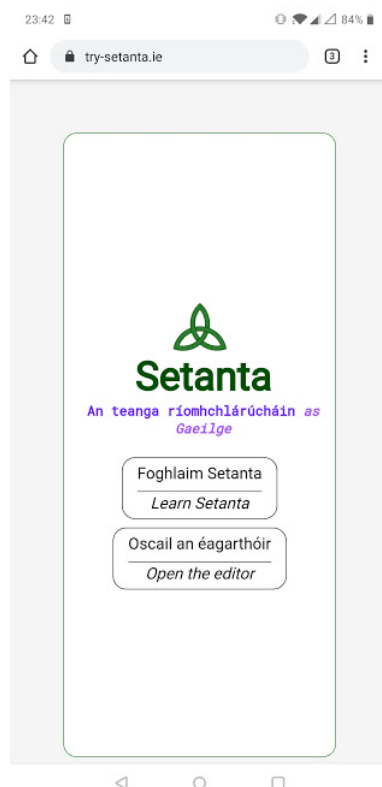 23:42 84%
try-setanta.ie 3
Setanta
An teanga ríomhchlárúcháin as
Gaeilge
Foghlaim Setanta
Learn Setanta
Oscail an éagarthóir
Open the editor